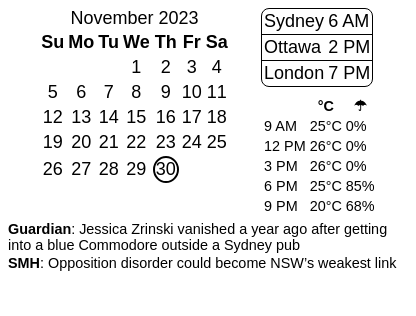 November 2023
Su Mo Tu We Th Fr Sa
1 2 3 4
5 6 7 8 9 10 11
12 13 14 15 16 17 18
19 20 21 22 23 24 25
26 27 28 29 30
Sydney 6 AM
Ottawa 2 PM
London 7 PM
°C ☂
9 AM 25°C 0%
12 PM 26°C 0%
3 PM 26°C 0%
6 PM 25°C 85%
9 PM 20°C 68%
Guardian: Jessica Zrinski vanished a year ago after getting
into a blue Commodore outside a Sydney pub
SMH: Opposition disorder could become NSW’s weakest link